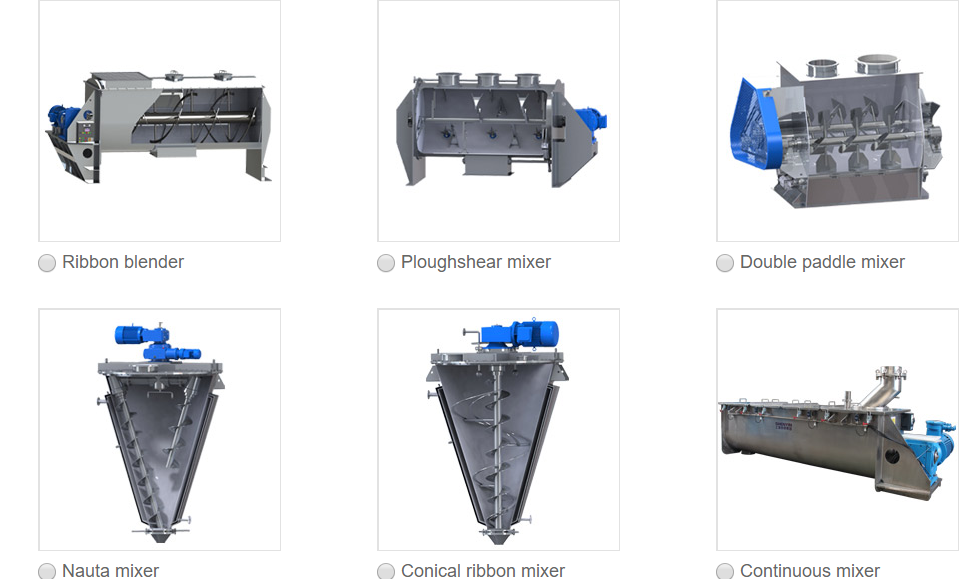 Ribbon blender
Ploughshear mixer
Double paddle mixer
Nauta mixer
Conical ribbon mixer
Continuous mixer